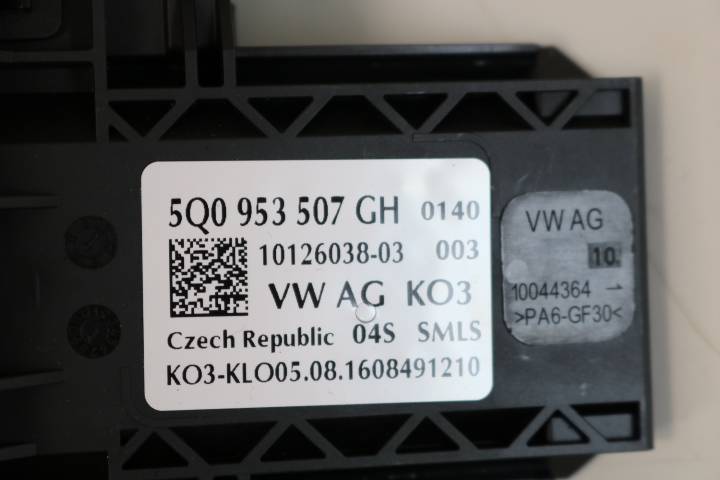 5Q0 953 507 GH 0140
10126038-03 003
VW AG KO3
Czech Republic 04S SMLS
KO3-KLO05.08.1608491210
VW AG
10.
10044364 →
>PA6-GF30<